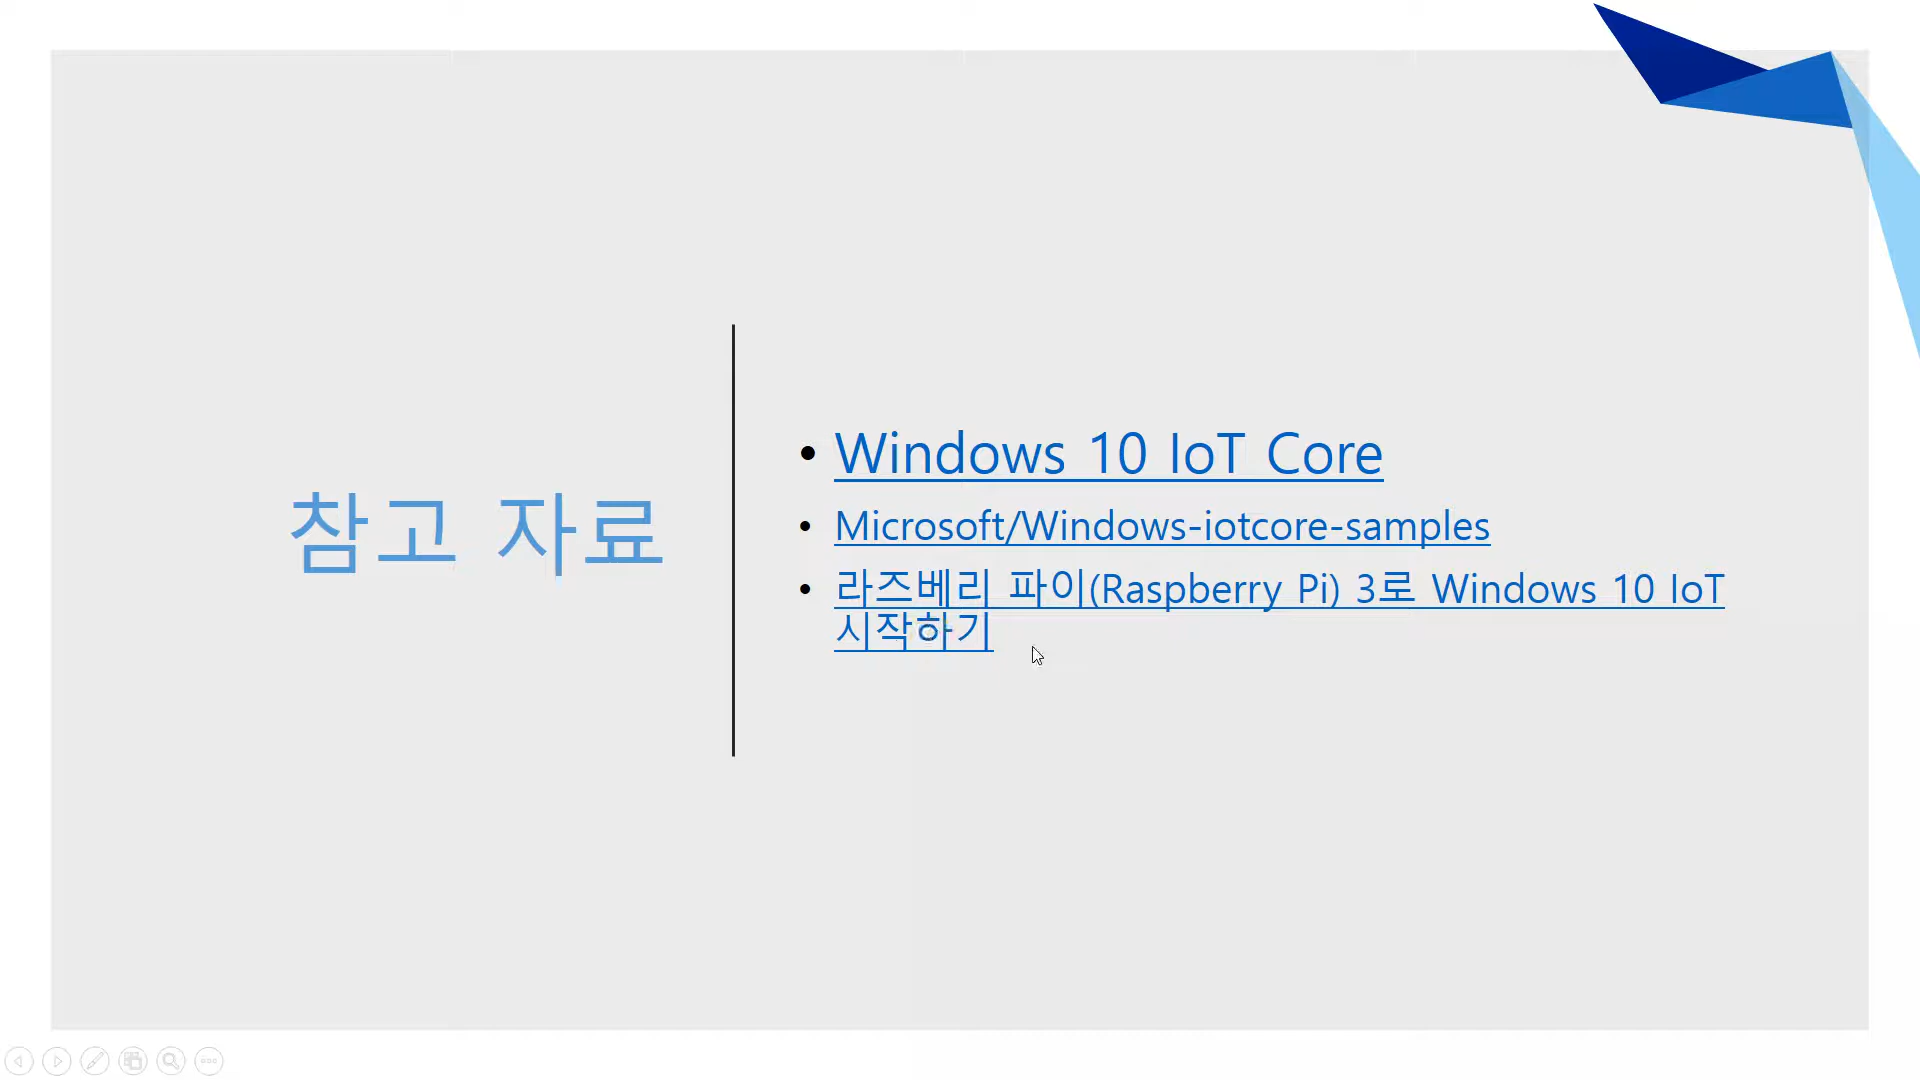 참고 자료
• Windows 10 IoT Core
• Microsoft/Windows-iotcore-samples
• 라즈베리 파이(Raspberry Pi) 3로 Windows 10 IoT
시작하기